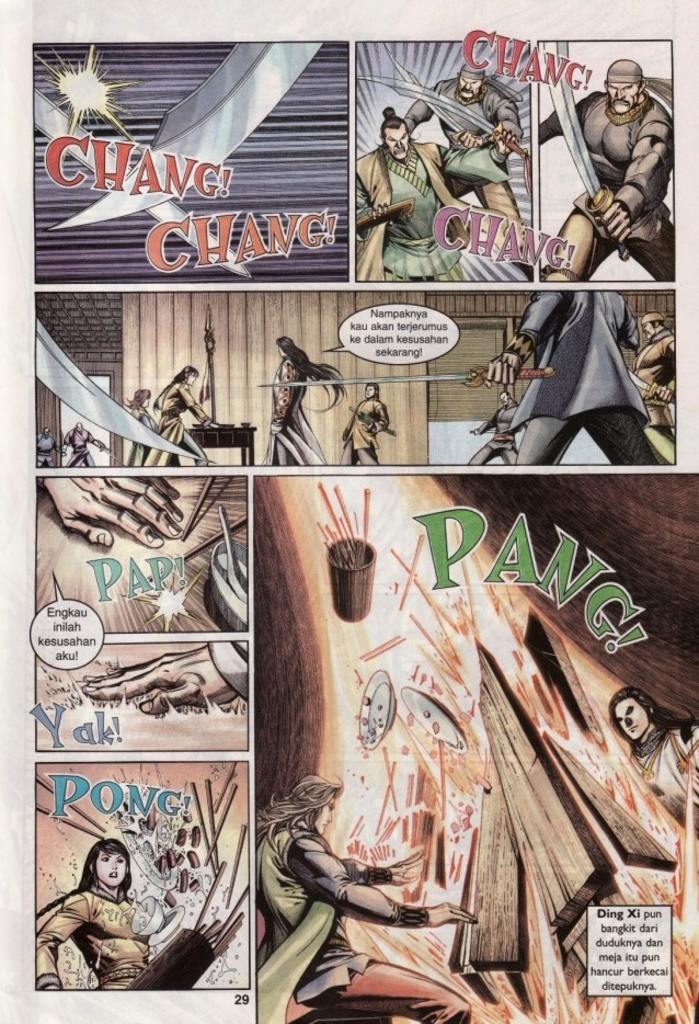 CHANG!
CHANG!
CHANG!
CHANG!
Nampaknya
kau akan terjerumus
ke dalam kesusahan
sekarang!
PAP!
Engkau
inilah
kesusahan
aku!
Yak!
PONG!
PANG!
Ding Xi pun
bangkit dari
duduknya dan
meja itu pun
hancur berkecai
ditepuknya.
29